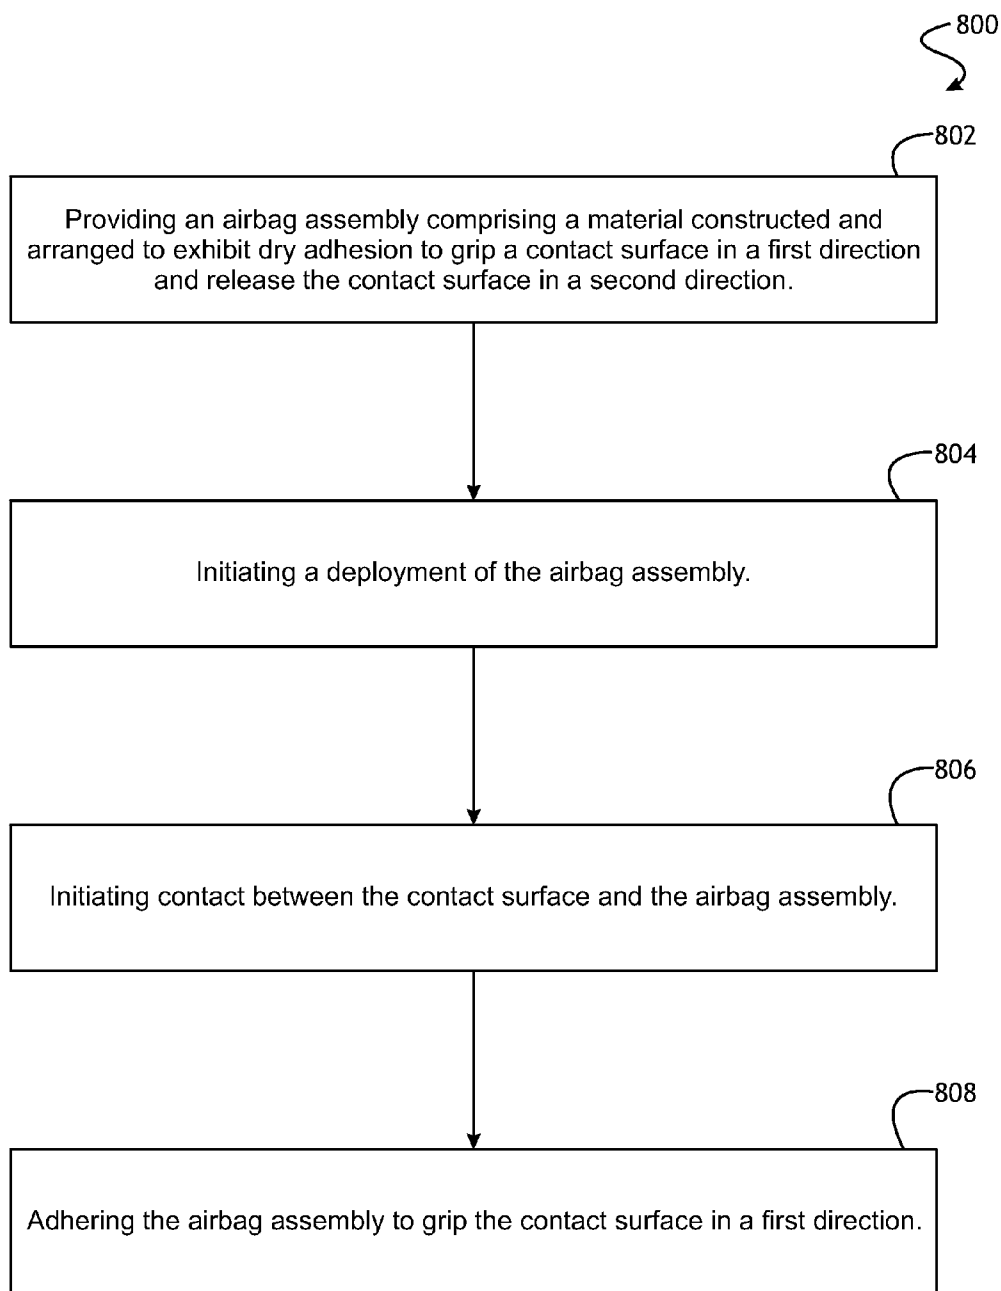 800
802
Providing an airbag assembly comprising a material constructed and
arranged to exhibit dry adhesion to grip a contact surface in a first direction
and release the contact surface in a second direction.
804
Initiating a deployment of the airbag assembly.
806
Initiating contact between the contact surface and the airbag assembly.
808
Adhering the airbag assembly to grip the contact surface in a first direction.